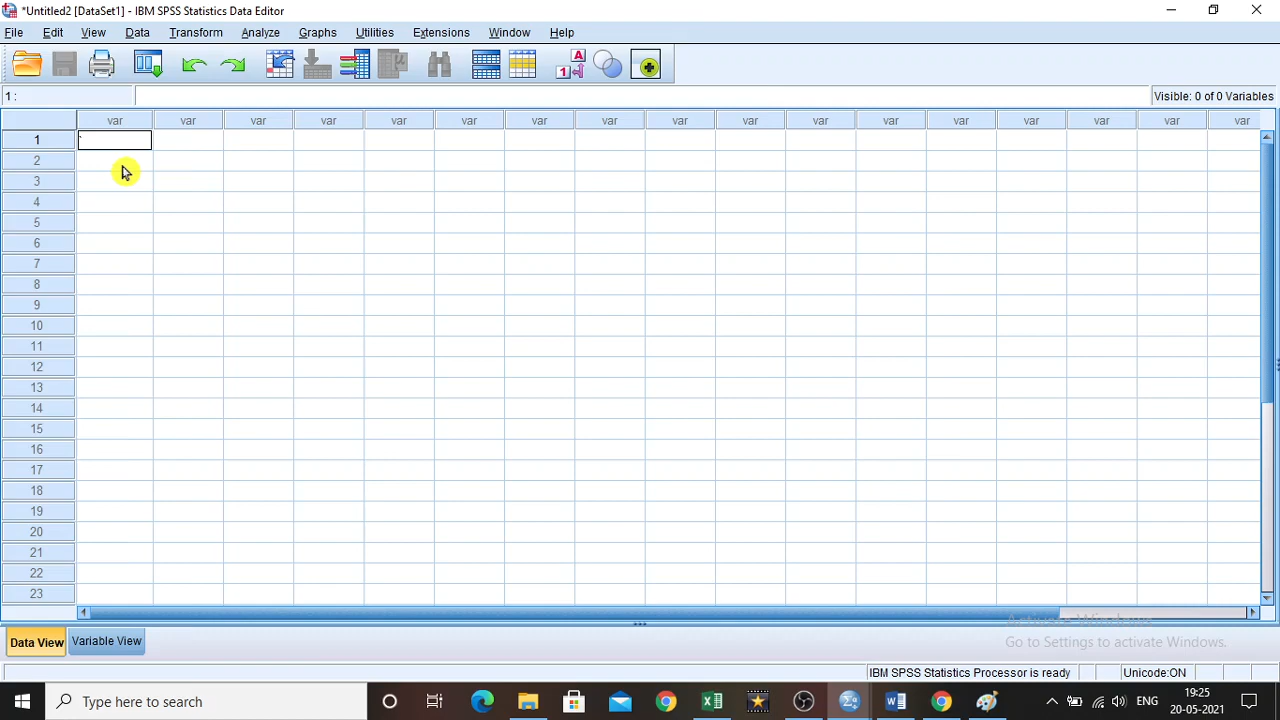 *Untitled2 [DataSet1] - IBM SPSS Statistics Data Editor
File Edit View Data Transform Analyze Graphs Utilities Extensions Window Help
1 :
Visible: 0 of 0 Variables
var var var var var var var var var var var var var var var var var
1
2
3
4
5
6
7
8
9
10
11
12
13
14
15
16
17
18
19
20
21
22
23
Activate Windows
Go to Settings to activate Windows.
Data View Variable View
IBM SPSS Statistics Processor is ready Unicode:ON
Type here to search
ENG
19:25
20-05-2021